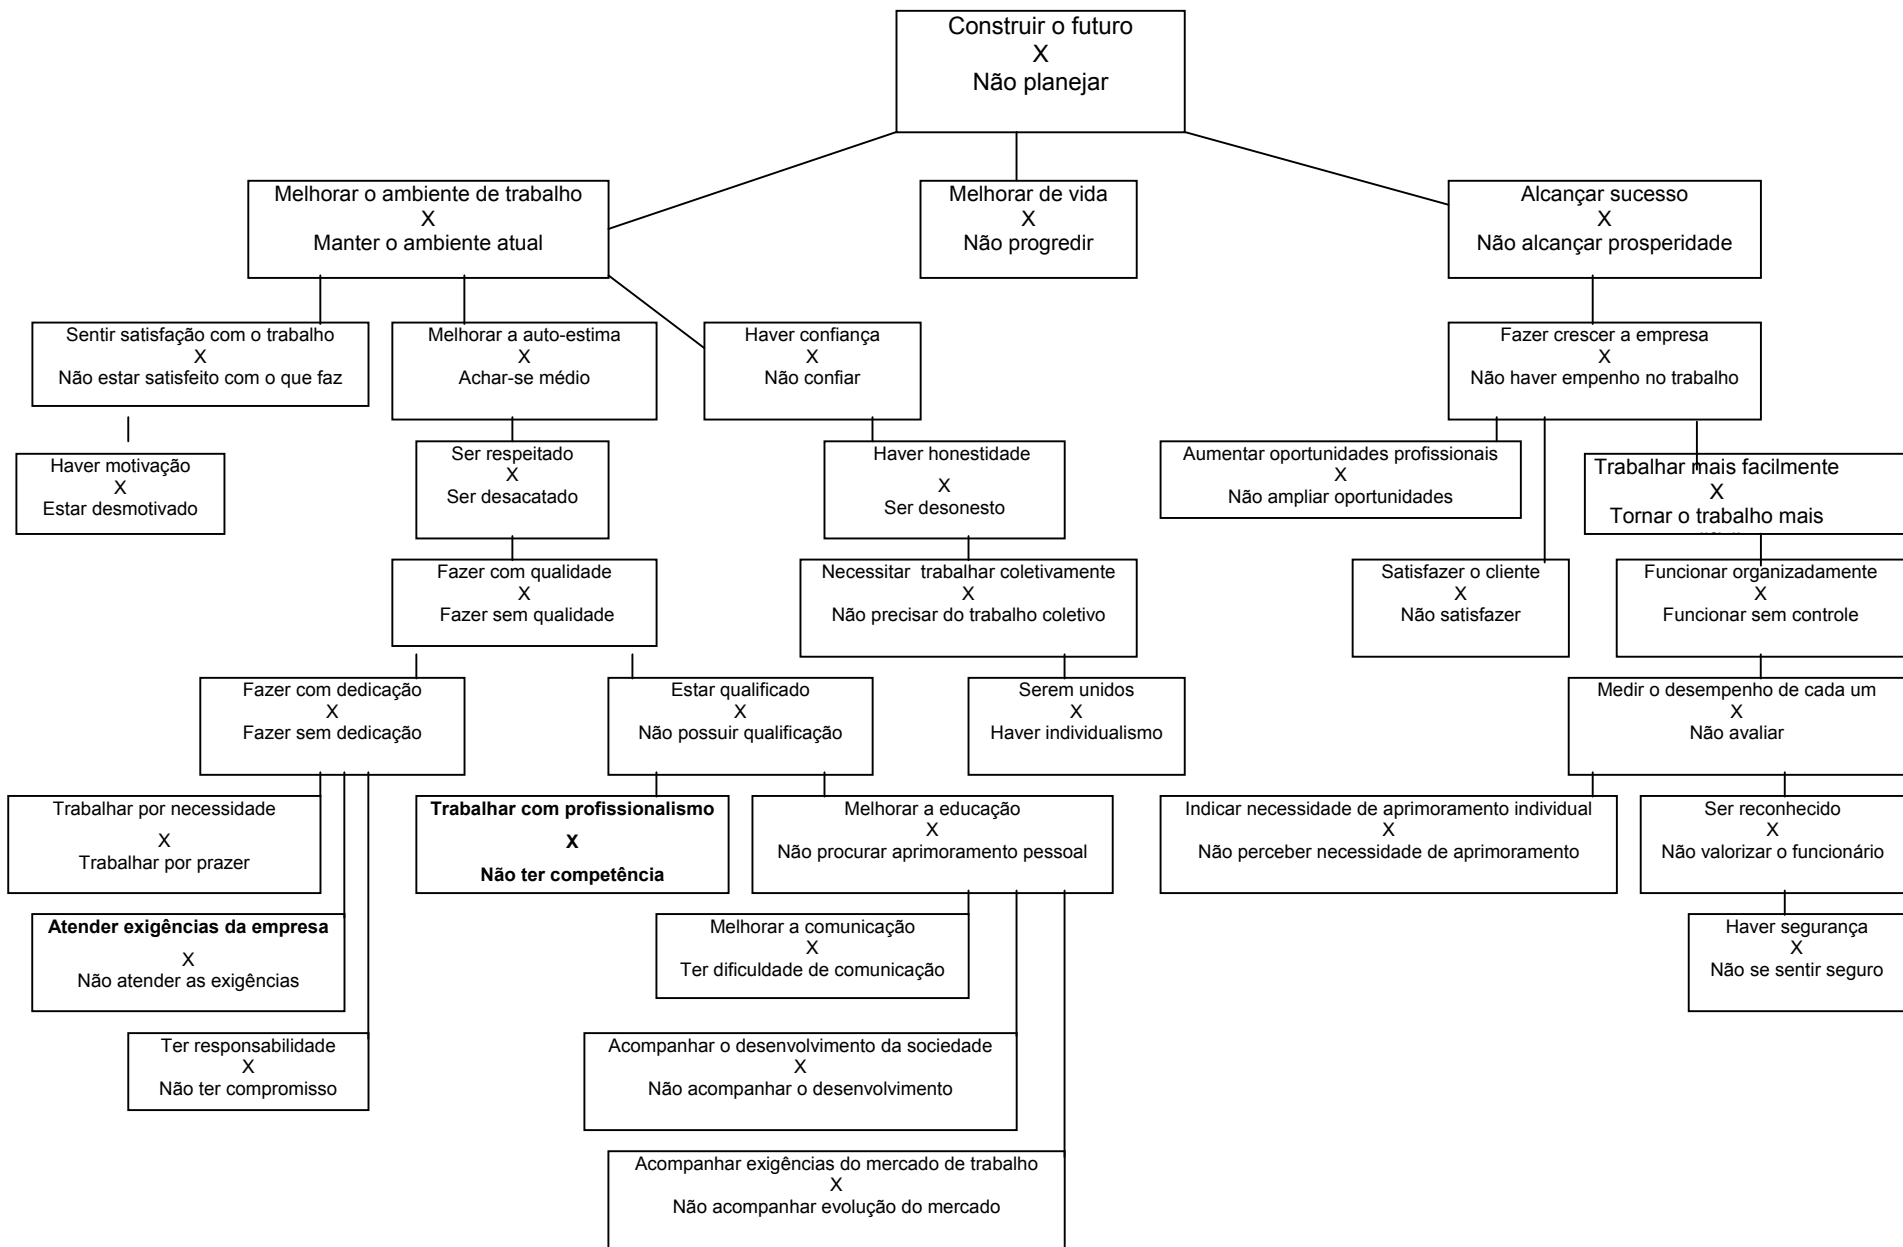 Construir o futuro
X
Não planejar
Melhorar o ambiente de trabalho
X
Manter o ambiente atual
Melhorar de vida
X
Não progredir
Alcançar sucesso
X
Não alcançar prosperidade
Sentir satisfação com o trabalho
X
Não estar satisfeito com o que faz
Melhorar a auto-estima
X
Achar-se médio
Haver confiança
X
Não confiar
Fazer crescer a empresa
X
Não haver empenho no trabalho
Haver motivação
X
Estar desmotivado
Ser respeitado
X
Ser desacatado
Haver honestidade
X
Ser desonesto
Aumentar oportunidades profissionais
X
Não ampliar oportunidades
Trabalhar mais facilmente
X
Tornar o trabalho mais
Fazer com qualidade
X
Fazer sem qualidade
Necessitar trabalhar coletivamente
X
Não precisar do trabalho coletivo
Satisfazer o cliente
X
Não satisfazer
Funcionar organizadamente
X
Funcionar sem controle
Fazer com dedicação
X
Fazer sem dedicação
Estar qualificado
X
Não possuir qualificação
Serem unidos
X
Haver individualismo
Medir o desempenho de cada um
X
Não avaliar
Trabalhar por necessidade
X
Trabalhar por prazer
Trabalhar com profissionalismo
X
Não ter competência
Melhorar a educação
X
Não procurar aprimoramento pessoal
Indicar necessidade de aprimoramento individual
X
Não perceber necessidade de aprimoramento
Ser reconhecido
X
Não valorizar o funcionário
Atender exigências da empresa
X
Não atender as exigências
Melhorar a comunicação
X
Ter dificuldade de comunicação
Haver segurança
X
Não se sentir seguro
Ter responsabilidade
X
Não ter compromisso
Acompanhar o desenvolvimento da sociedade
X
Não acompanhar o desenvolvimento
Acompanhar exigências do mercado de trabalho
X
Não acompanhar evolução do mercado